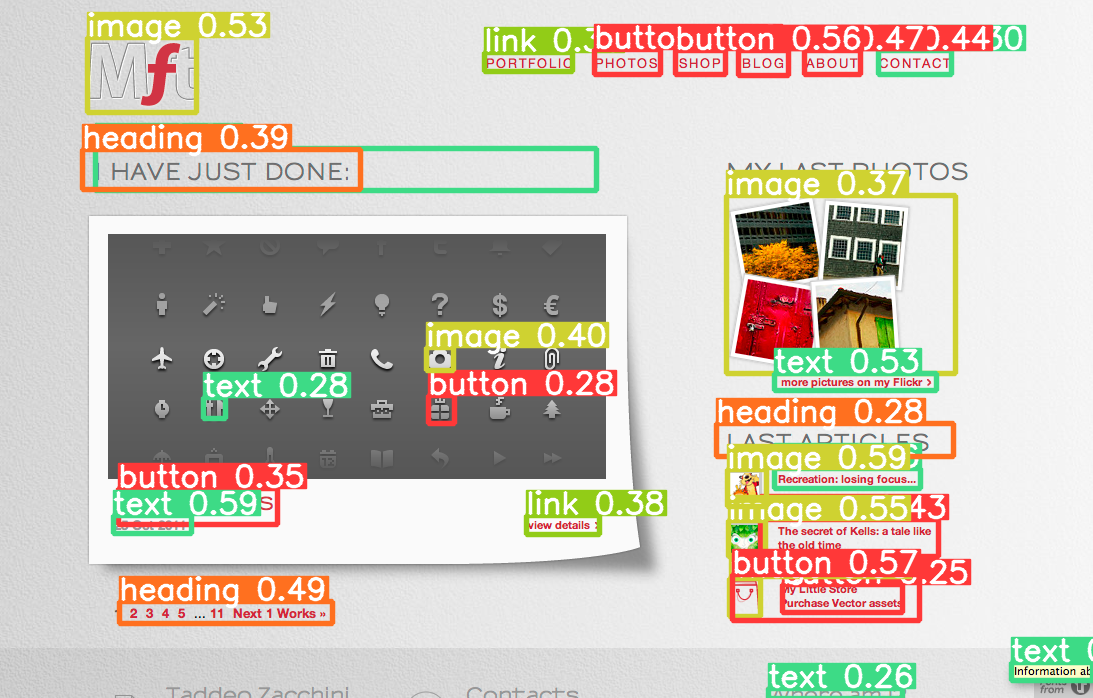 image 0.53
Mft
link 0.3 button button 0.56 0.47 0.44 30
PORTFOLIO PHOTOS SHOP BLOG ABOUT CONTACT
heading 0.39
I HAVE JUST DONE:
MY LAST PHOTOS
image 0.37
image 0.40
text 0.53
more pictures on my Flickr >
text 0.28
button 0.28
heading 0.28
LAST ARTICLES
image 0.59
Recreation: losing focus...
button 0.35
text 0.59
link 0.38
view details
image 0.55 43
The secret of Kells: a tale like
the old time
button 0.57 0.25
My Little Store
Purchase Vector assets
heading 0.49
2 3 4 5 ... 11 Next 1 Works »
text 0
Information ab
from
text 0.26
Taddeo Zacchini
Contacts
12